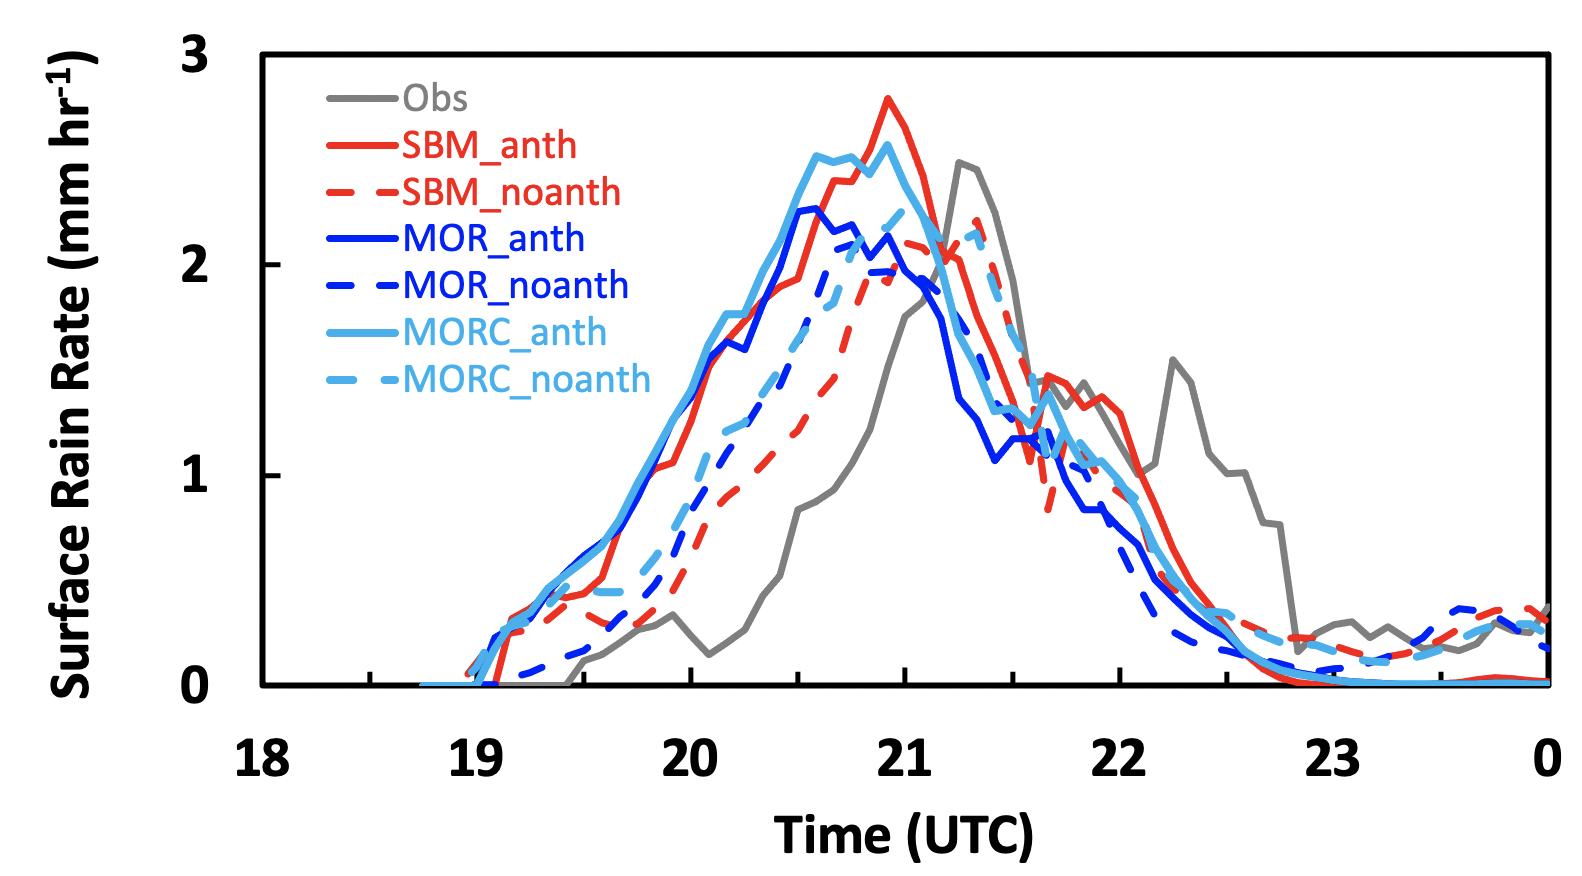 Surface Rain Rate (mm hr-1)
3
2
1
0
Obs
SBM_anth
SBM_noanth
MOR_anth
MOR_noanth
MORC_anth
MORC_noanth
18 19 20 21 22 23 0
Time (UTC)